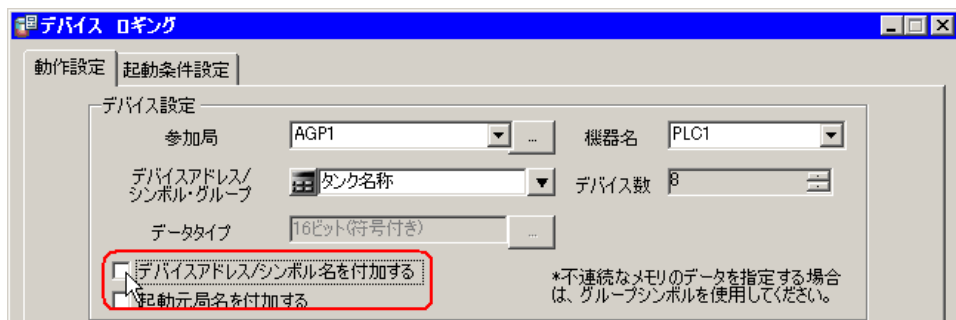 デバイス ロギング
動作設定 起動条件設定
デバイス設定
参加局 AGP1 ... 機器名 PLC1
デバイスアドレス/
シンボル・グループ タンク名称 デバイス数 8
データタイプ 16ビット(符号付き) ...
デバイスアドレス/シンボル名を付加する
起動元局名を付加する
*不連続なメモリのデータを指定する場合
は、グループシンボルを使用してください。